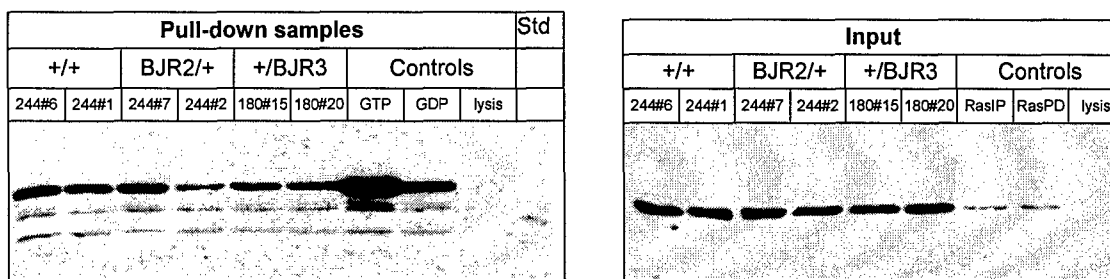 Pull-down samples Std
+/+ BJR2/+ +/BJR3 Controls
244#6 244#1 244#7 244#2 180#15 180#20 GTP GDP lysis
Input
+/+ BJR2/+ +/BJR3 Controls
244#6 244#1 244#7 244#2 180#15 180#20 RasIP RasPD lysis